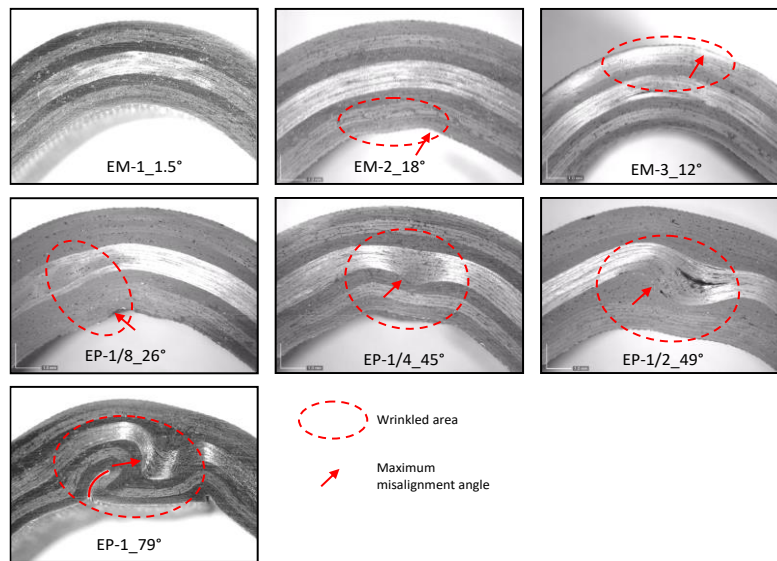 EM-1_1.5°
EM-2_18°
EM-3_12°
EP-1/8_26°
EP-1/4_45°
EP-1/2_49°
EP-1_79°
Wrinkled area
Maximum
misalignment angle